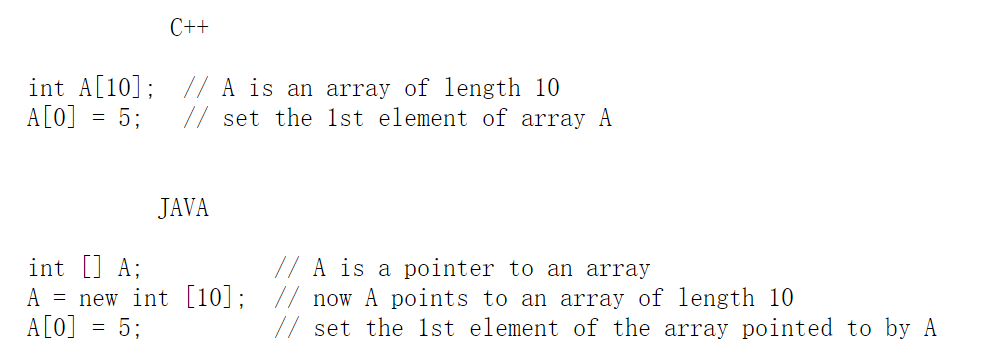 C++
int A[10];  // A is an array of length 10
A[0] = 5;   // set the 1st element of array A
JAVA
int [] A;          // A is a pointer to an array
A = new int [10];  // now A points to an array of length 10
A[0] = 5;          // set the 1st element of the array pointed to by A